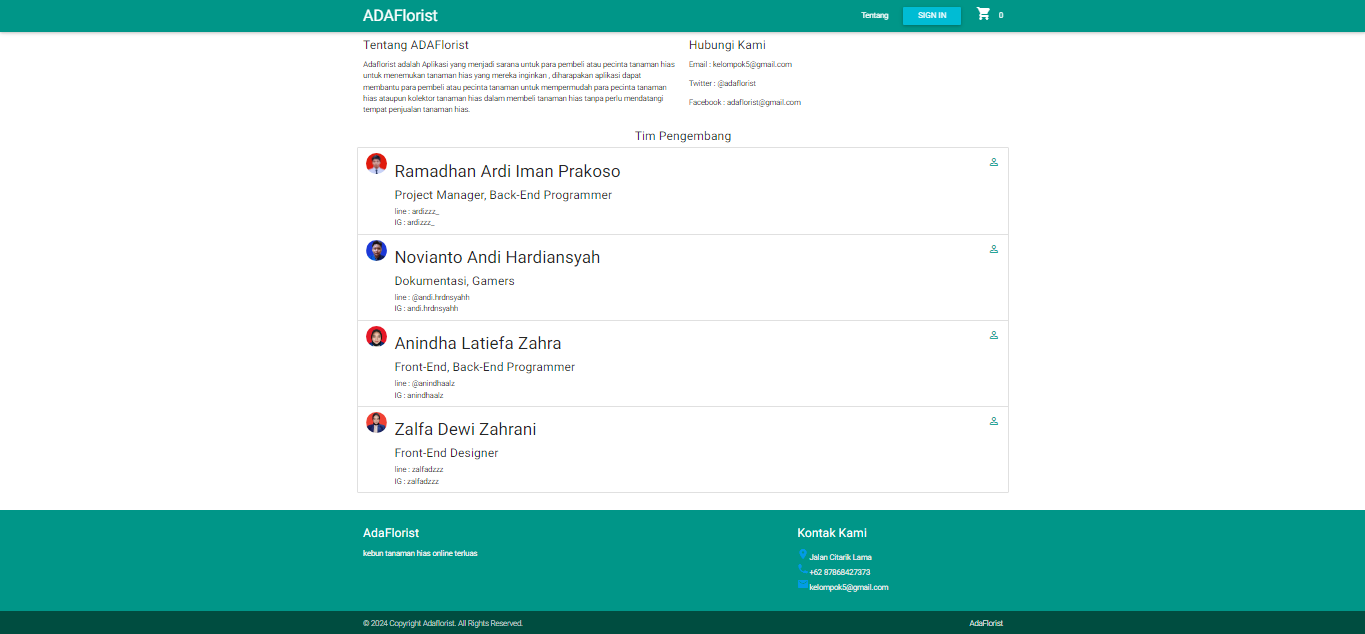 ADAFlorist
Tentang
SIGN IN
0
Tentang ADAFlorist
Adaflorist adalah Aplikasi yang menjadi sarana untuk para pembeli atau pecinta tanaman hias
untuk menemukan tanaman hias yang mereka inginkan , diharapakan aplikasi dapat
membantu para pembeli atau pecinta tanaman untuk mempermudah para pecinta tanaman
hias ataupun kolektor tanaman hias dalam membeli tanaman hias tanpa perlu mendatangi
tempat penjualan tanaman hias.
Hubungi Kami
Email : kelompok5@gmail.com
Twitter : @adaflorist
Facebook : adaflorist@gmail.com
Tim Pengembang
Ramadhan Ardi Iman Prakoso
Project Manager, Back-End Programmer
line : ardizzz_
IG : ardizzz_
Novianto Andi Hardiansyah
Dokumentasi, Gamers
line : @andi.hrdnsyahh
IG : andi.hrdnsyahh
Anindha Latiefa Zahra
Front-End, Back-End Programmer
line : @anindhaalz
IG : anindhaalz
Zalfa Dewi Zahrani
Front-End Designer
line : zalfadzzz
IG : zalfadzzz
AdaFlorist
kebun tanaman hias online terluas
Kontak Kami
Jalan Citarik Lama
+62 87868427373
kelompok5@gmail.com
© 2024 Copyright Adaflorist. All Rights Reserved.
AdaFlorist